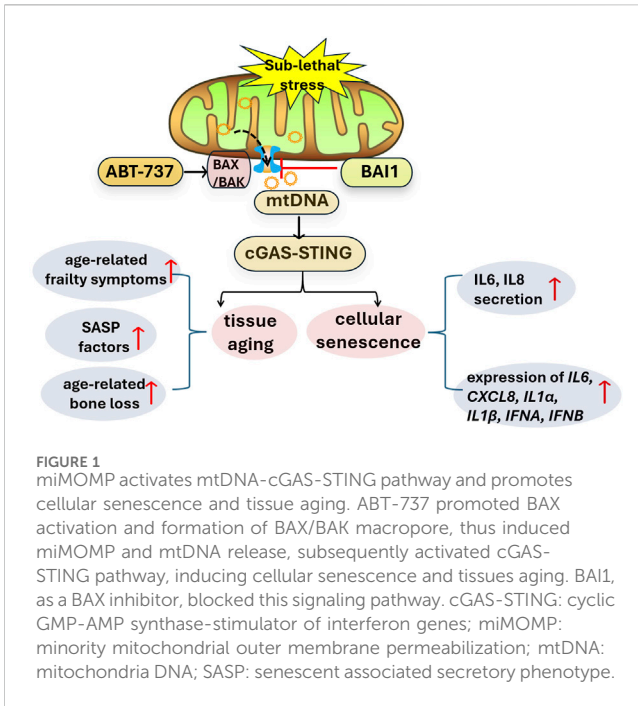 Sub-lethal
stress
ABT-737
BAX
/BAK
BAI1
mtDNA
cGAS-STING
age-related
frailty symptoms
SASP
factors
age-related
bone loss
tissue
aging
cellular
senescence
IL6, IL8
secretion
expression of IL6,
CXCL8, IL1α,
IL1β, IFNA, IFNB
FIGURE 1
miMOMP activates mtDNA-cGAS-STING pathway and promotes
cellular senescence and tissue aging. ABT-737 promoted BAX
activation and formation of BAX/BAK macropore, thus induced
miMOMP and mtDNA release, subsequently activated cGAS-
STING pathway, inducing cellular senescence and tissues aging. BAI1,
as a BAX inhibitor, blocked this signaling pathway. cGAS-STING: cyclic
GMP-AMP synthase-stimulator of interferon genes; miMOMP:
minority mitochondrial outer membrane permeabilization; mtDNA:
mitochondria DNA; SASP: senescent associated secretory phenotype.